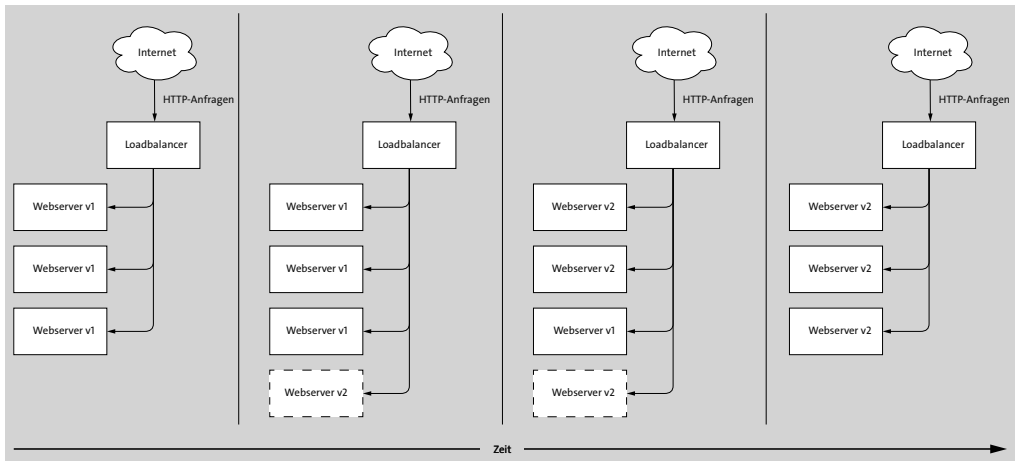 Internet
HTTP-Anfragen
Loadbalancer
Webserver v1
Webserver v1
Webserver v1
Internet
HTTP-Anfragen
Loadbalancer
Webserver v1
Webserver v1
Webserver v1
Webserver v2
Internet
HTTP-Anfragen
Loadbalancer
Webserver v2
Webserver v2
Webserver v1
Webserver v2
Internet
HTTP-Anfragen
Loadbalancer
Webserver v2
Webserver v2
Webserver v2
Zeit